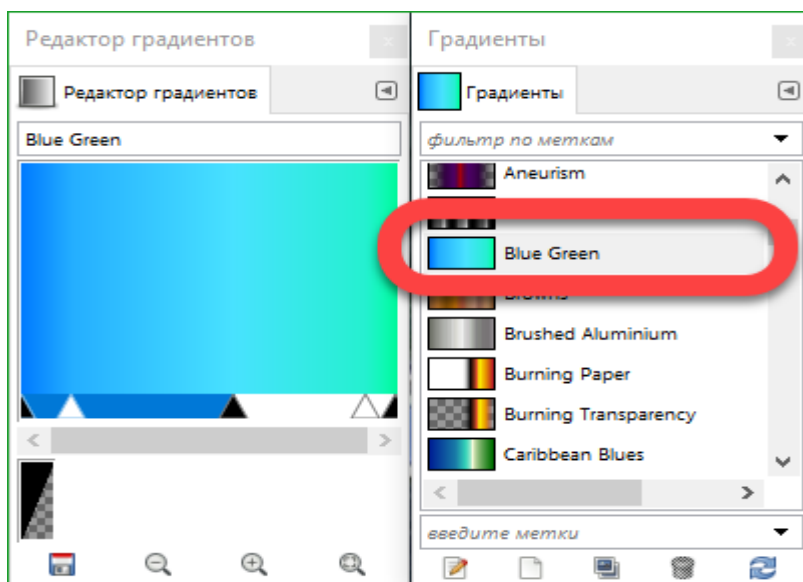 Редактор градиентов
Редактор градиентов
Blue Green
Градиенты
Градиенты
фильтр по меткам
Aneurism
Blue Green
Browns
Brushed Aluminium
Burning Paper
Burning Transparency
Caribbean Blues
введите метки